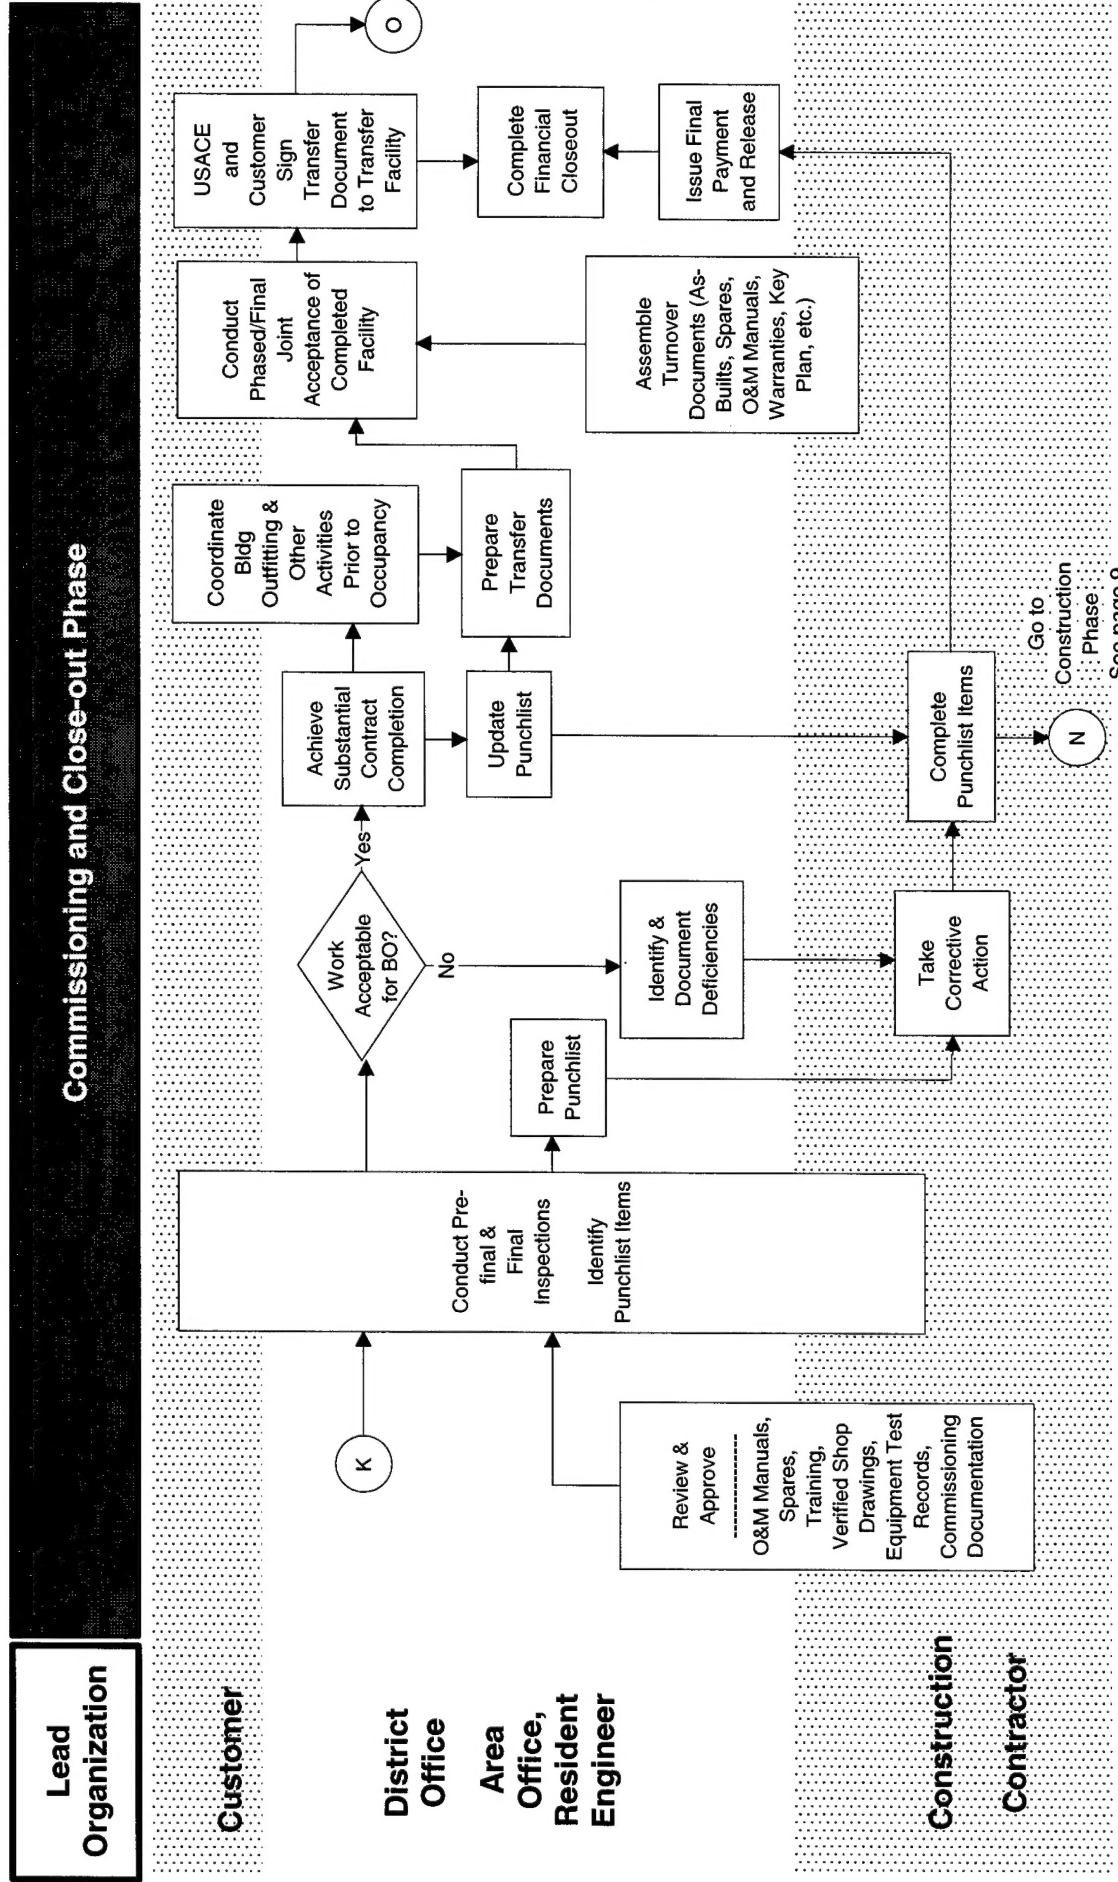 Lead
Organization
Commissioning and Close-out Phase
Customer
District
Office
Area
Office,
Resident
Engineer
Construction
Contractor
K
Review &
Approve
------------
O&M Manuals,
Spares,
Training,
Verified Shop
Drawings,
Equipment Test
Records,
Commissioning
Documentation
Conduct Pre-
final &
Final
Inspections
Identify
Punchlist Items
Prepare
Punchlist
Work
Acceptable
for BO?
Yes
No
Identify &
Document
Deficiencies
Take
Corrective
Action
Achieve
Substantial
Contract
Completion
Update
Punchlist
Complete
Punchlist Items
N
Go to
Construction
Phase
See page 9
Coordinate
Bldg
Outfitting &
Other
Activities
Prior to
Occupancy
Prepare
Transfer
Documents
Conduct
Phased/Final
Joint
Acceptance of
Completed
Facility
Assemble
Turnover
Documents (As-
Builts, Spares,
O&M Manuals,
Warranties, Key
Plan, etc.)
USACE
and
Customer
Sign
Transfer
Document
to Transfer
Facility
Complete
Financial
Closeout
Issue Final
Payment
and Release
O